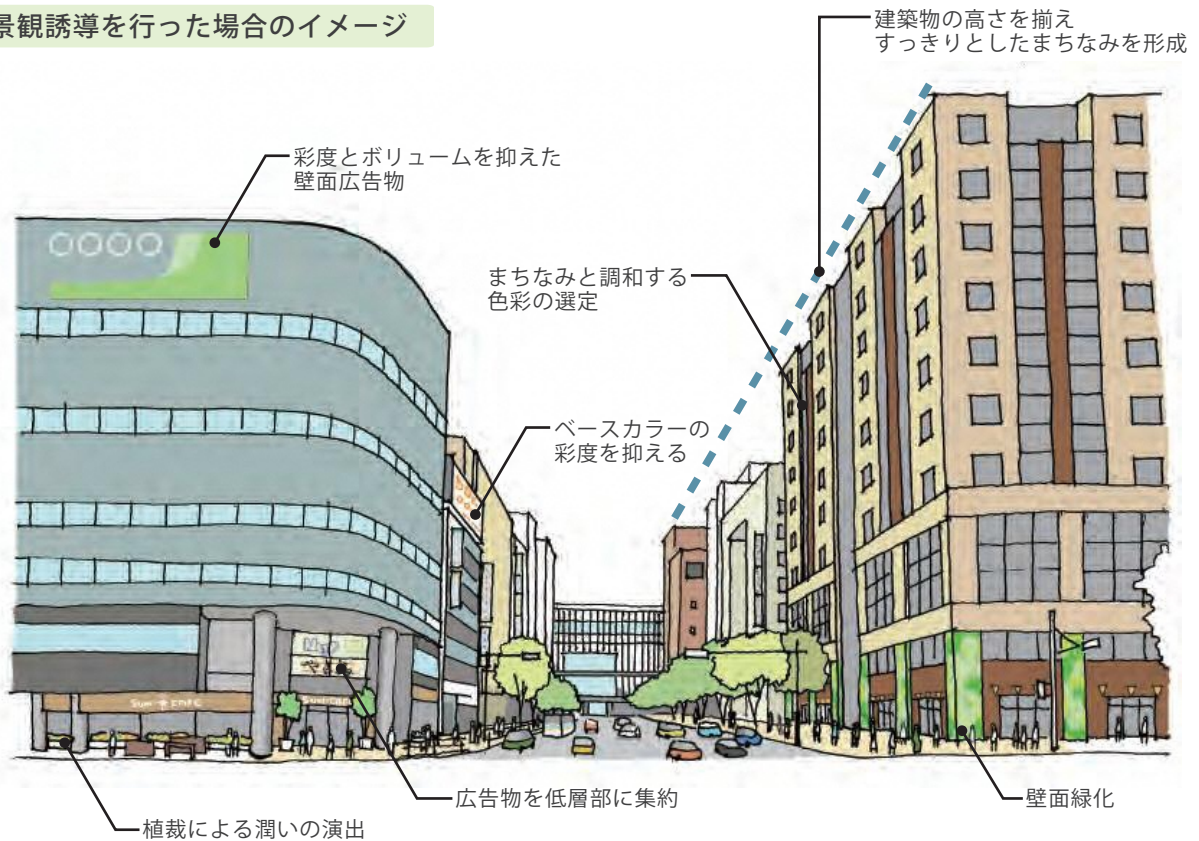 景観誘導を行った場合のイメージ
建築物の高さを揃え
すっきりとしたまちなみを形成
彩度とボリュームを抑えた
壁面広告物
〇〇〇〇
まちなみと調和する
色彩の選定
ベースカラーの
彩度を抑える
広告物を低層部に集約
壁面緑化
植裁による潤いの演出